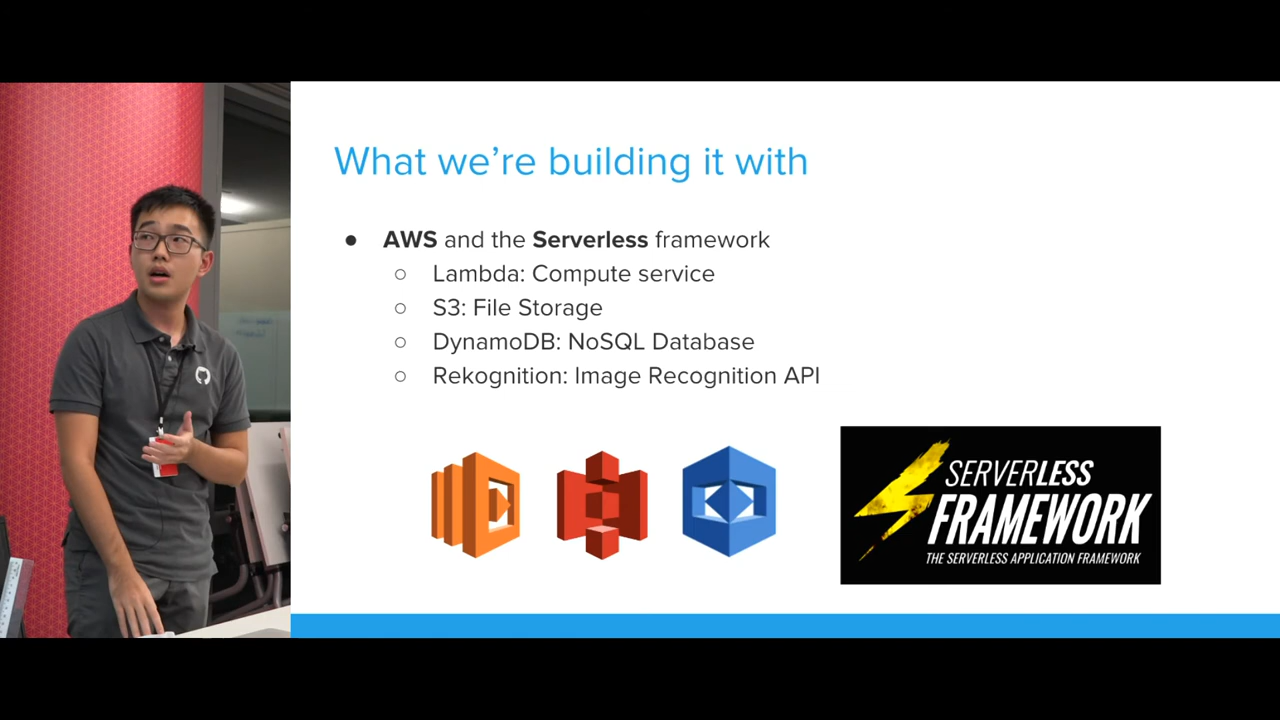 What we're building it with
● AWS and the Serverless framework
○ Lambda: Compute service
○ S3: File Storage
○ DynamoDB: NoSQL Database
○ Rekognition: Image Recognition API
SERVERLESS
FRAMEWORK
THE SERVERLESS APPLICATION FRAMEWORK